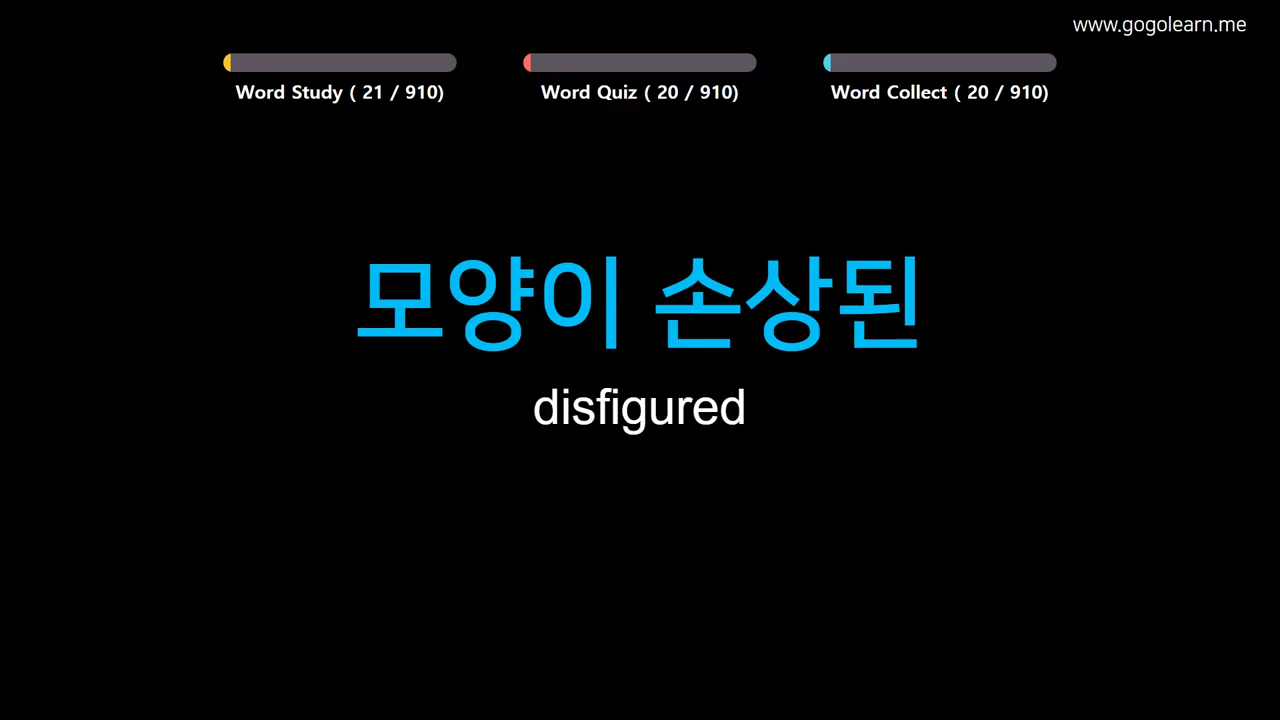 www.gogolearn.me
Word Study ( 21 / 910)
Word Quiz ( 20 / 910)
Word Collect ( 20 / 910)
모양이 손상된
disfigured